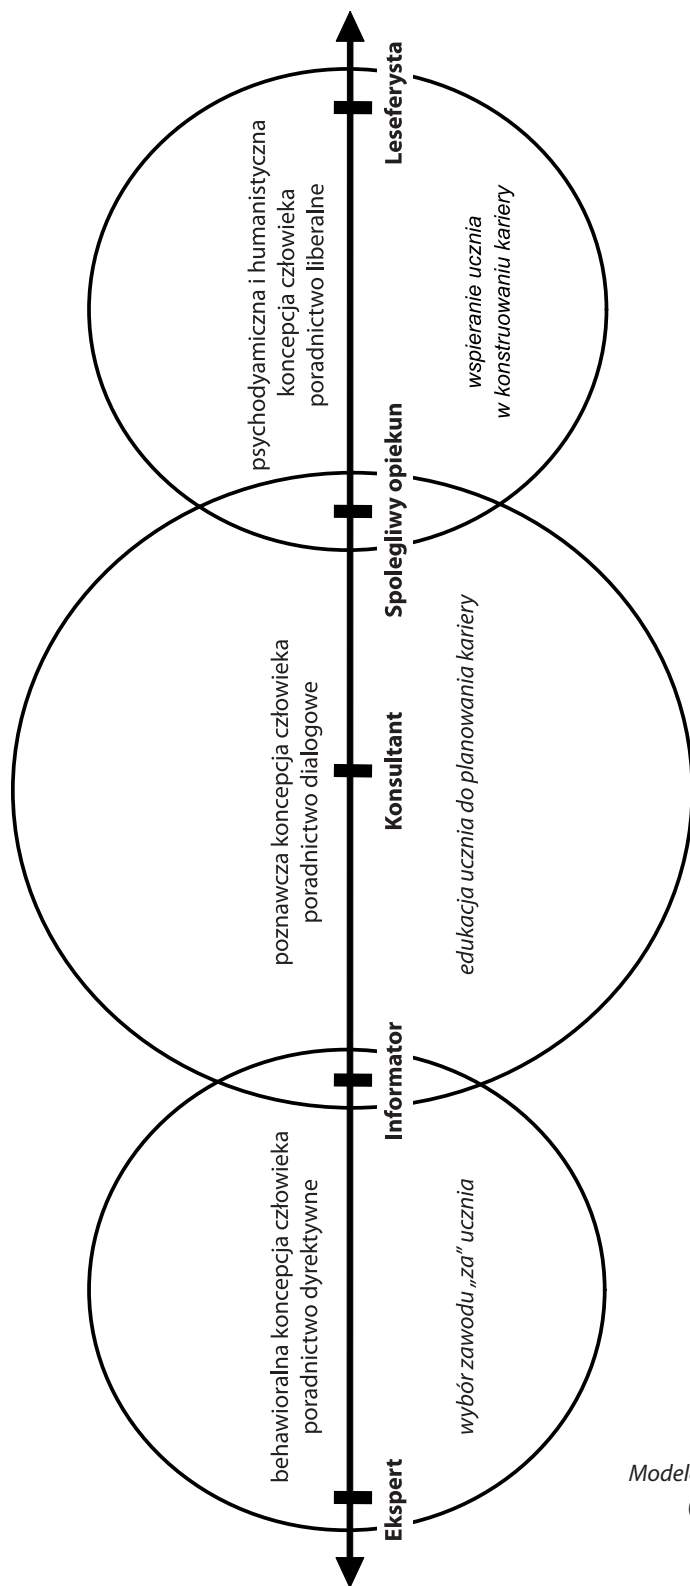 behawioralna koncepcja człowieka
poradnictwo dyrektywne
poznawcza koncepcja człowieka
poradnictwo dialogowe
psychodyamiczna i humanistyczna
koncepcja człowieka
poradnictwo liberalne
Ekspert
Informator
Konsultant
Spolegliwy opiekun
Leseferysta
wybór zawodu „za” ucznia
edukacja ucznia do planowania kariery
wspieranie ucznia
w konstruowaniu kariery